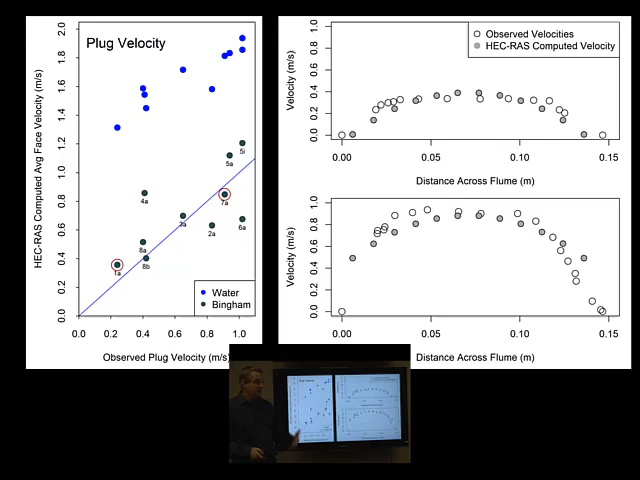 Plug Velocity
HEC-RAS Computed Avg Face Velocity (m/s)
0.0 0.2 0.4 0.6 0.8 1.0 1.2 1.4 1.6 1.8 2.0
5i
5a
4a
7a
3a
2a
6a
8a
8b
1a
Water
Bingham
0.0 0.2 0.4 0.6 0.8 1.0
Observed Plug Velocity (m/s)
Observed Velocities
HEC-RAS Computed Velocity
Velocity (m/s)
0.0 0.2 0.4 0.6 0.8 1.0
0.00 0.05 0.10 0.15
Distance Across Flume (m)
Velocity (m/s)
0.0 0.2 0.4 0.6 0.8 1.0
0.00 0.05 0.10 0.15
Distance Across Flume (m)
Plug Velocity